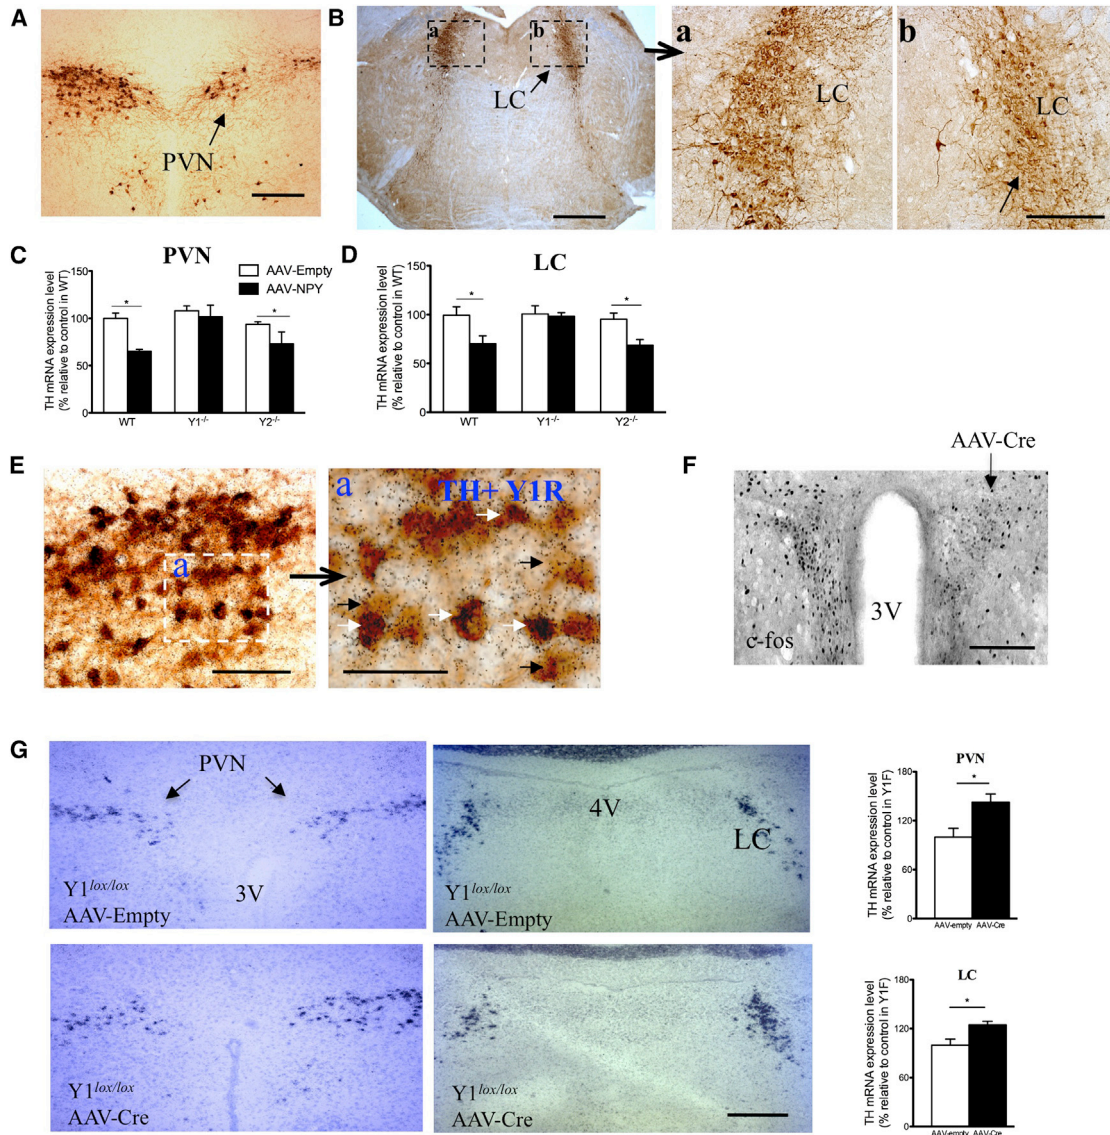 A
PVN
B
a
b
LC
a
LC
b
LC
C
PVN
TH mRNA expression level
(% relative to control in WT)
150
100
50
0
WT
Y1-/-
Y2-/-
*
*
AAV-Empty
AAV-NPY
D
LC
TH mRNA expression level
(% relative to control in WT)
150
100
50
0
WT
Y1-/-
Y2-/-
*
*
E
a
a
TH+ Y1R
F
AAV-Cre
3V
c-fos
G
PVN
3V
Y1lox/lox
AAV-Empty
4V
LC
Y1lox/lox
AAV-Empty
PVN
TH mRNA expression level
(% relative to control in Y1F)
180
120
60
0
*
AAV-empty
AAV-Cre
Y1lox/lox
AAV-Cre
Y1lox/lox
AAV-Cre
LC
TH mRNA expression level
(% relative to control in Y1F)
180
120
60
0
*
AAV-empty
AAV-Cre